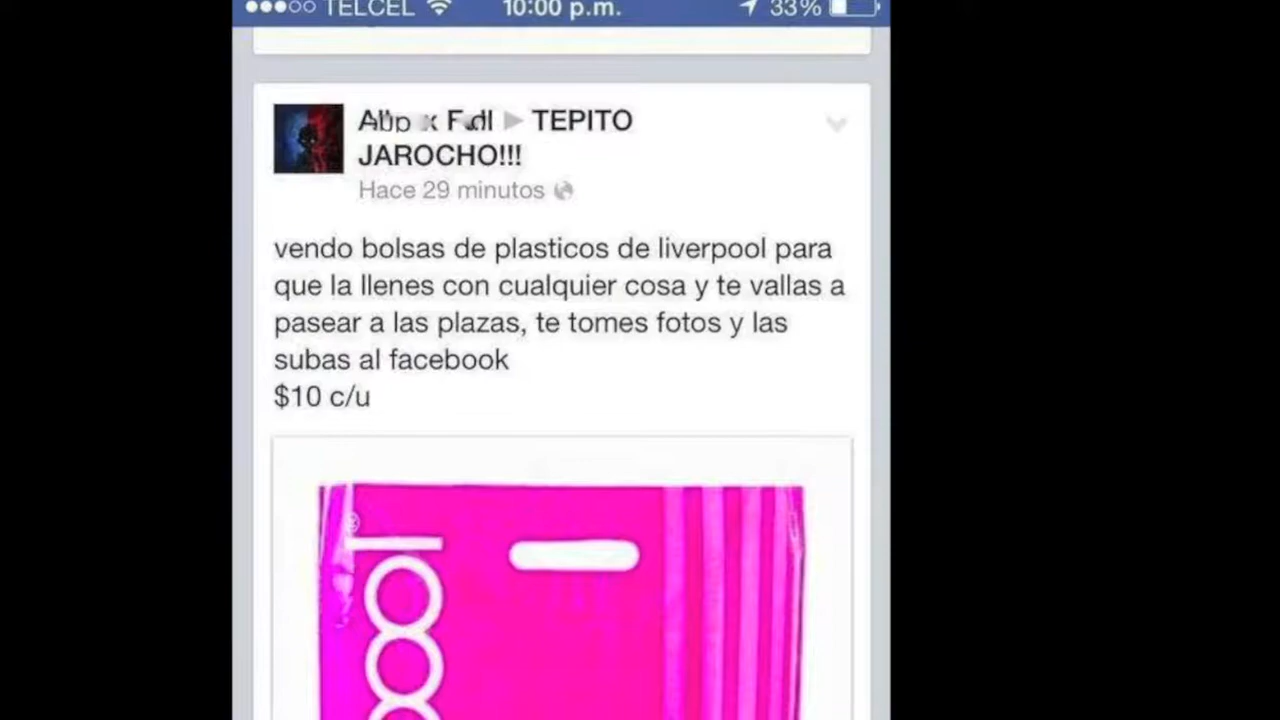 TELCEL 10:00 p.m. 33%
TEPITO
JAROCHO!!!
Hace 29 minutos
vendo bolsas de plasticos de liverpool para
que la llenes con cualquier cosa y te vallas a
pasear a las plazas, te tomes fotos y las
subas al facebook
$10 c/u
pool